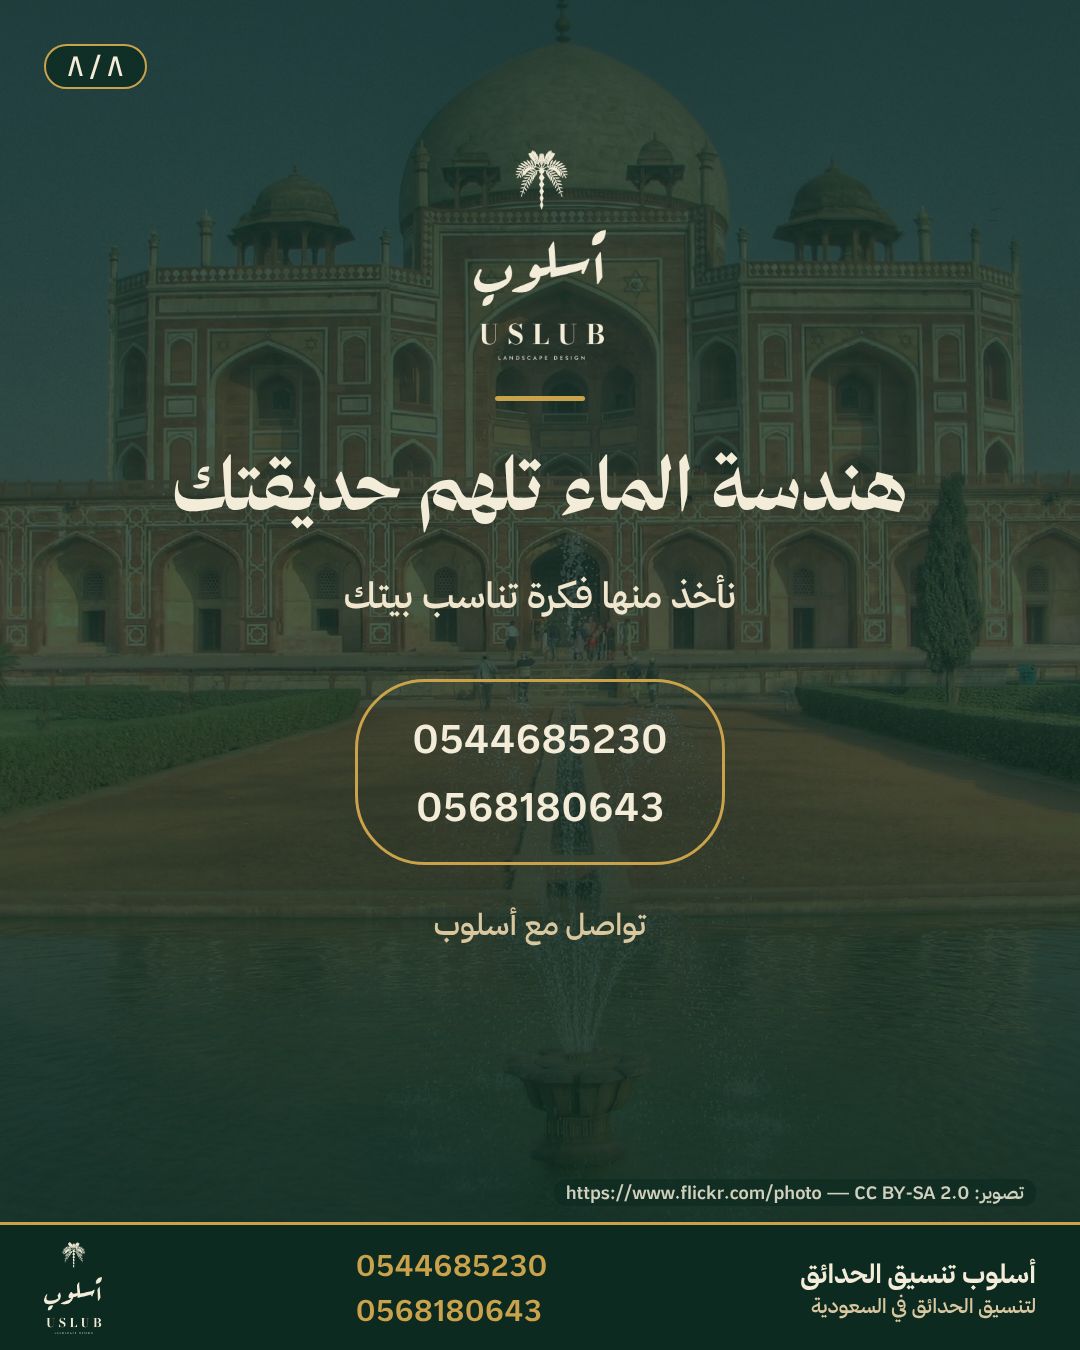 ٨/٨
أسلوب
USLUB
LANDSCAPE DESIGN
هندسة الماء تلهم حديقتك
نأخذ منها فكرة تناسب بيتك
0544685230
0568180643
تواصل مع أسلوب
تصوير: https://www.flickr.com/photo — CC BY-SA 2.0
أسلوب تنسيق الحدائق
لتنسيق الحدائق في السعودية
0544685230
0568180643
أسلوب
USLUB
LANDSCAPE DESIGN